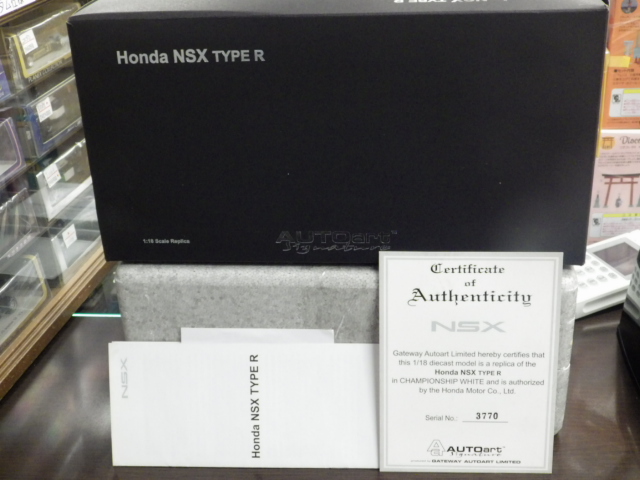 Honda NSX TYPE R
1:18 Scale Replica
AUTOart
Signature
Certificate
of
Authenticity
NSX
Gateway Autoart Limited hereby certifies that
this 1/18 diecast model is a replica of the
Honda NSX TYPE R
in CHAMPIONSHIP WHITE and is authorized
by the Honda Motor Co., Ltd.
Serial No.: 3770
AUTOart
Signature
GATEWAY AUTOART LIMITED
NSX
Honda NSX TYPE R